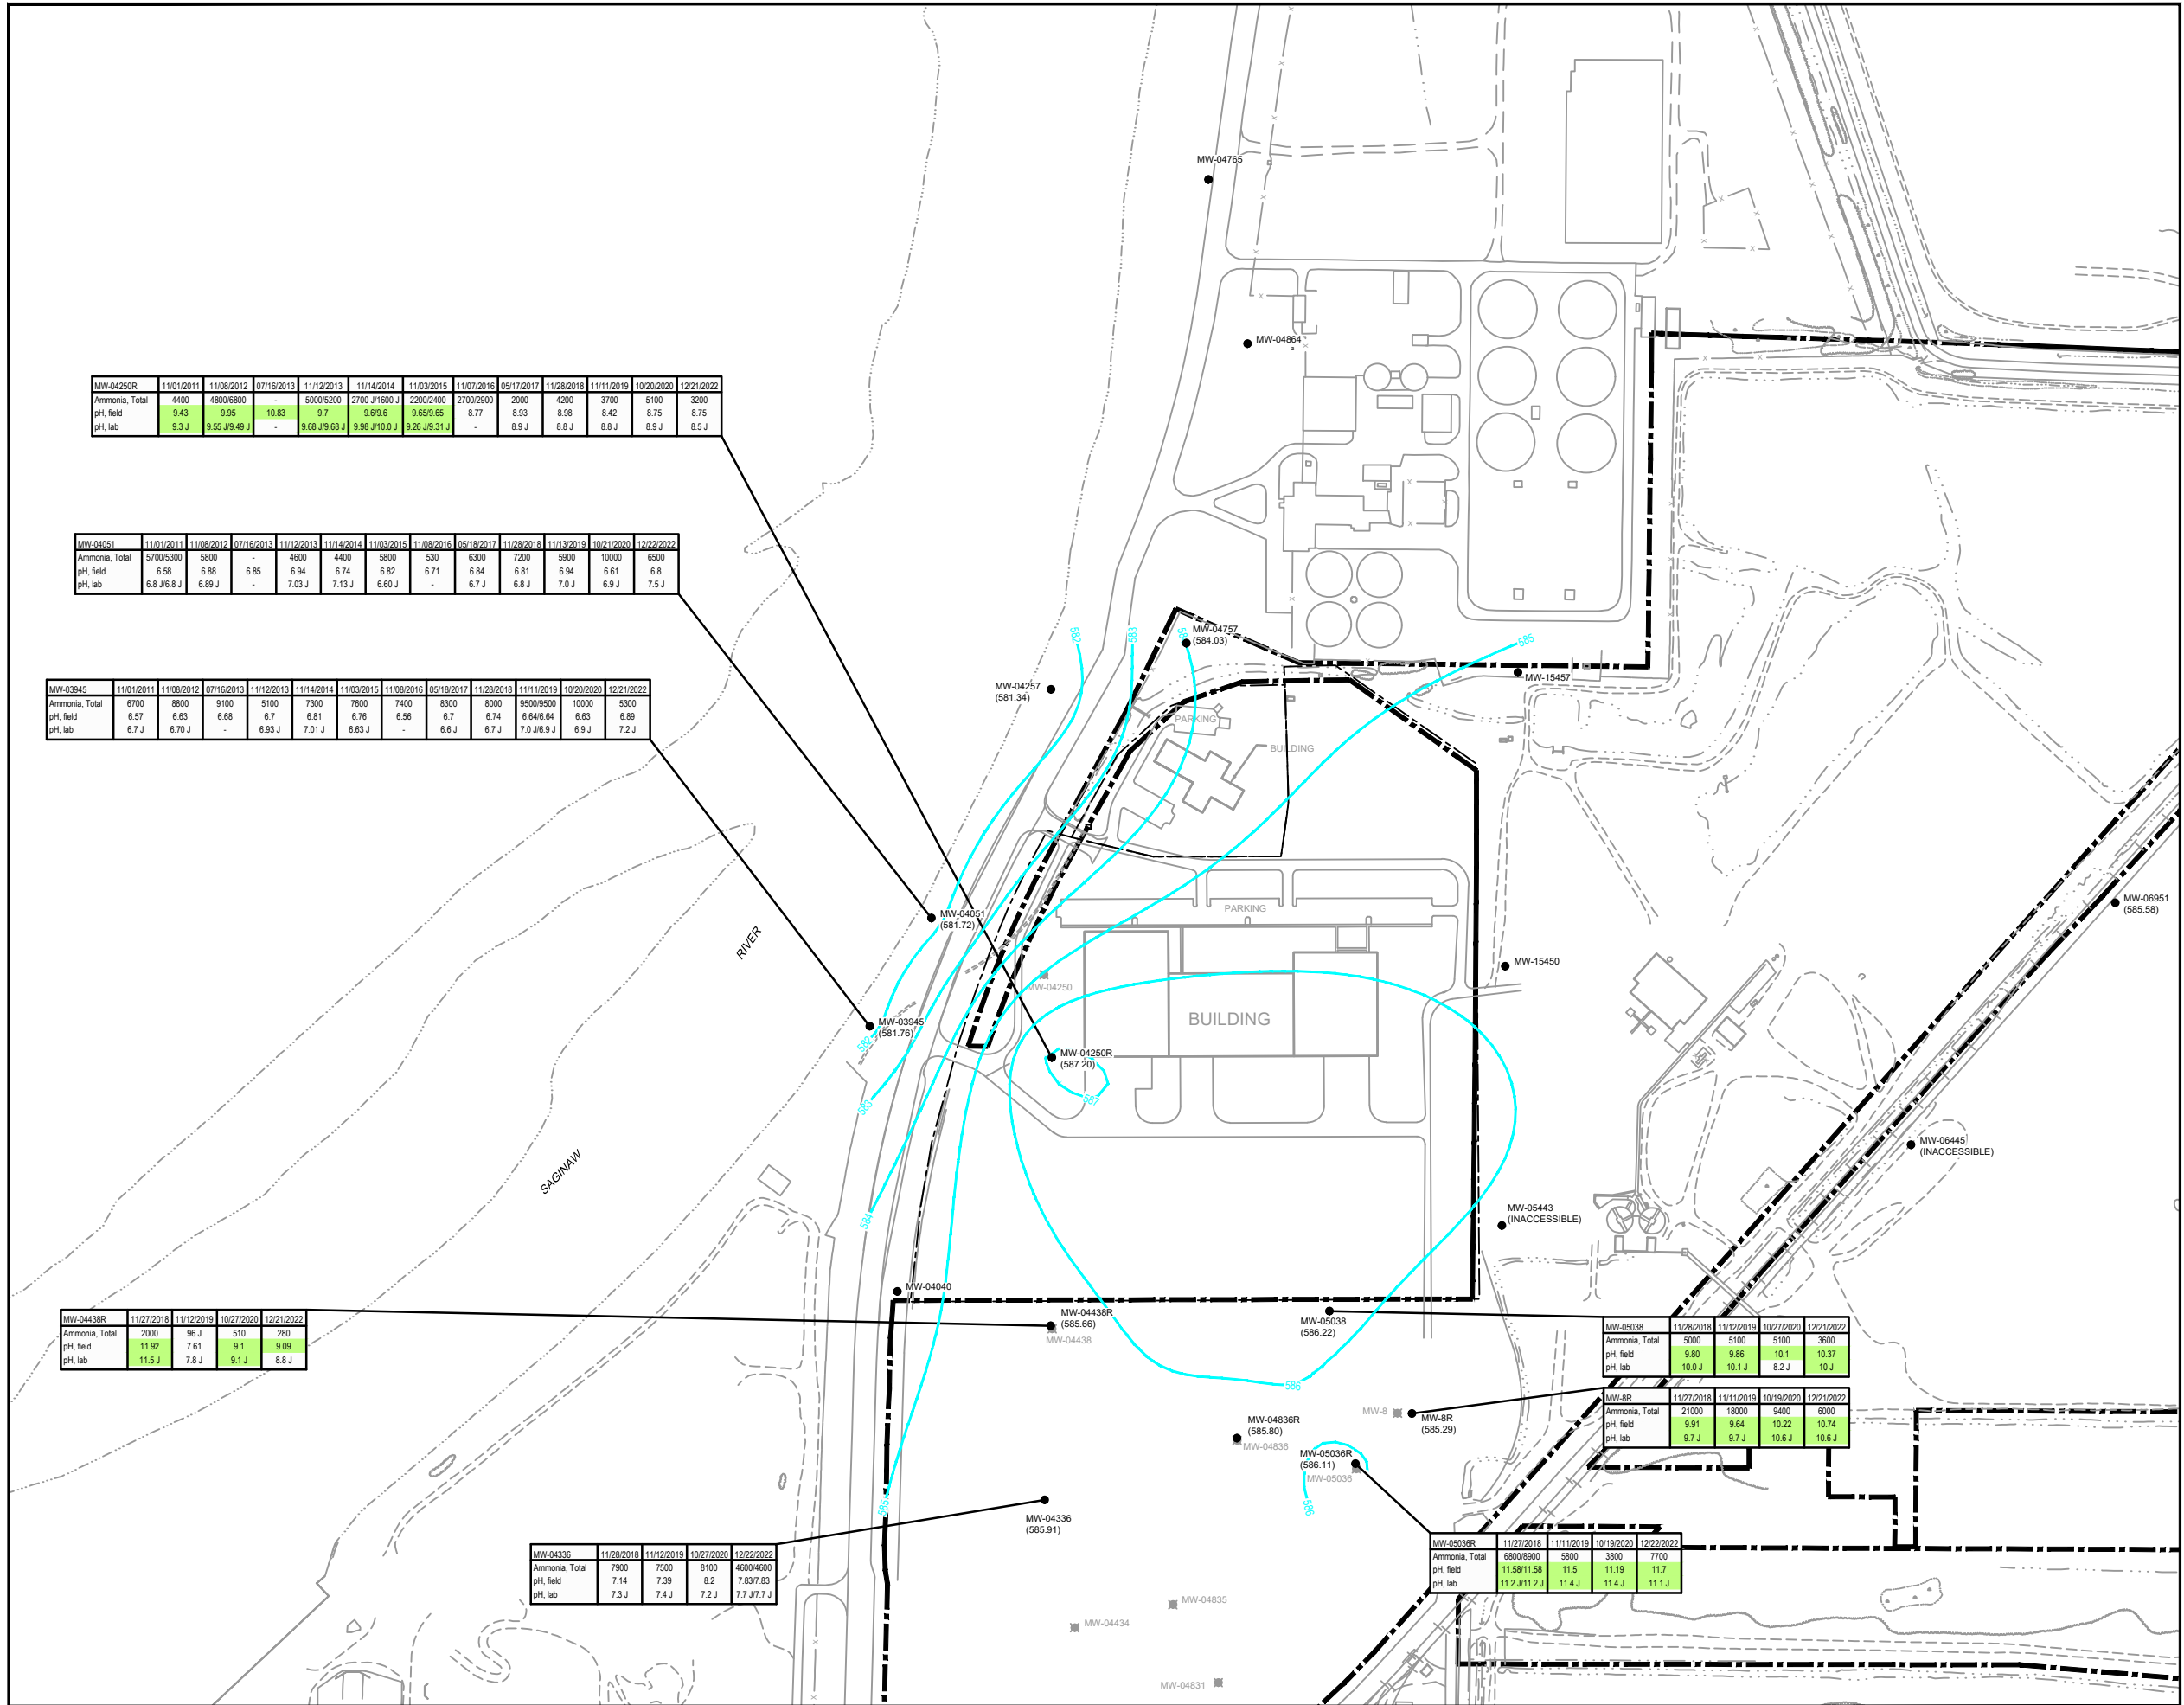 MW-04765
MW-04864
MW-04250R 11/01/2011 11/08/2012 07/16/2013 11/12/2013 11/14/2014 11/03/2015 11/07/2016 05/17/2017 11/28/2018 11/11/2019 10/20/2020 12/21/2022
Ammonia, Total 4400 4800/6800 - 5000/5200 2700 J/1600 J 2200/2400 2700/2900 2000 4200 3700 5100 3200
pH, field 9.43 9.95 10.83 9.7 9.6/9.6 9.65/9.65 8.77 8.93 8.98 8.42 8.75 8.75
pH, lab 9.3 J 9.55 J/9.49 J - 9.68 J/9.68 J 9.98 J/10.0 J 9.26 J/9.31 J - 8.9 J 8.8 J 8.8 J 8.9 J 8.5 J
MW-04051 11/01/2011 11/08/2012 07/16/2013 11/12/2013 11/14/2014 11/03/2015 11/08/2016 05/18/2017 11/28/2018 11/13/2019 10/21/2020 12/22/2022
Ammonia, Total 5700/5300 5800 - 4600 4400 5800 530 6300 7200 5900 10000 6500
pH, field 6.58 6.88 6.85 6.94 6.74 6.82 6.71 6.84 6.81 6.94 6.61 6.8
pH, lab 6.8 J/6.8 J 6.89 J - 7.03 J 7.13 J 6.60 J - 6.7 J 6.8 J 7.0 J 6.9 J 7.5 J
582
583
MW-04757
(584.03)
585
MW-15457
MW-04257
(581.34)
MW-03945 11/01/2011 11/08/2012 07/16/2013 11/12/2013 11/14/2014 11/03/2015 11/08/2016 05/18/2017 11/28/2018 11/11/2019 10/20/2020 12/21/2022
Ammonia, Total 6700 8800 9100 5100 7300 7600 7400 8300 8000 9500/9500 10000 5300
pH, field 6.57 6.63 6.68 6.7 6.81 6.76 6.56 6.7 6.74 6.64/6.64 6.63 6.89
pH, lab 6.7 J 6.70 J - 6.93 J 7.01 J 6.63 J - 6.6 J 6.7 J 7.0 J/6.9 J 6.9 J 7.2 J
PARKING
BUILDING
MW-06951
(585.58)
PARKING
MW-04051
(581.72)
RIVER
MW-15450
MW-04250
BUILDING
MW-03945
(581.76)
582
MW-04250R
(587.20)
587
583
MW-06445
(INACCESSIBLE)
SAGINAW
MW-05443
(INACCESSIBLE)
584
MW-04040
MW-04438R
(585.66)
MW-04438
MW-05038
(586.22)
MW-04438R 11/27/2018 11/12/2019 10/27/2020 12/21/2022
Ammonia, Total 2000 96 J 510 280
pH, field 11.92 7.61 9.1 9.09
pH, lab 11.5 J 7.8 J 9.1 J 8.8 J
MW-05038 11/28/2018 11/12/2019 10/27/2020 12/21/2022
Ammonia, Total 5000 5100 5100 3600
pH, field 9.80 9.86 10.1 10.37
pH, lab 10.0 J 10.1 J 8.2 J 10 J
586
MW-8R 11/27/2018 11/11/2019 10/19/2020 12/21/2022
Ammonia, Total 21000 18000 9400 6000
pH, field 9.91 9.64 10.22 10.74
pH, lab 9.7 J 9.7 J 10.6 J 10.6 J
MW-8
MW-8R
(585.29)
MW-04836R
(585.80)
MW-04836
MW-05036R
(586.11)
MW-05036
586
585
MW-04336
(585.91)
MW-04336 11/28/2018 11/12/2019 10/27/2020 12/22/2022
Ammonia, Total 7900 7500 8100 4600/4600
pH, field 7.14 7.39 8.2 7.83/7.83
pH, lab 7.3 J 7.4 J 7.2 J 7.7 J/7.7 J
MW-05036R 11/27/2018 11/11/2019 10/19/2020 12/22/2022
Ammonia, Total 6800/8900 5800 3800 7700
pH, field 11.58/11.58 11.5 11.19 11.7
pH, lab 11.2 J/11.2 J 11.4 J 11.4 J 11.1 J
MW-04835
MW-04434
MW-04831